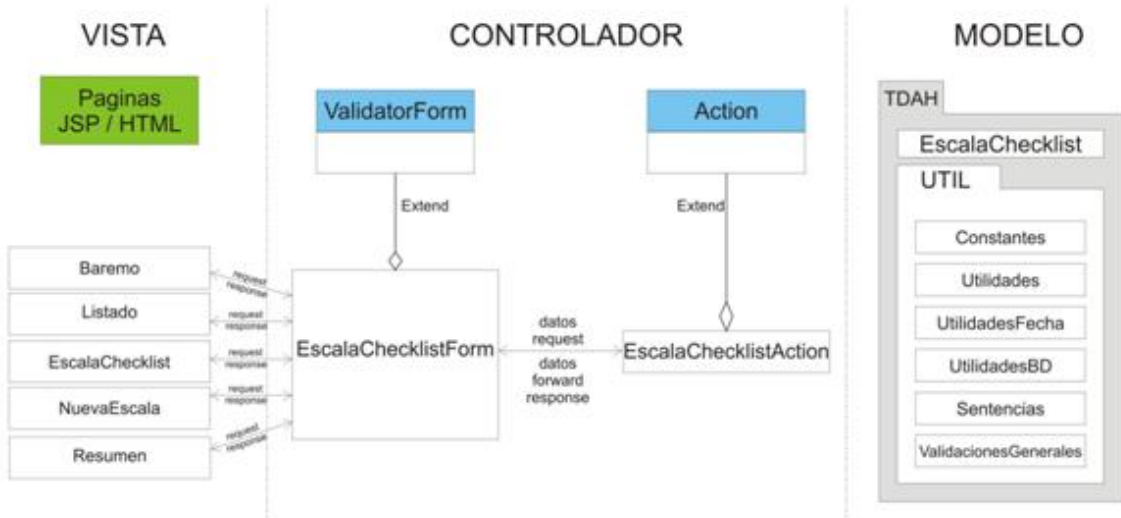 VISTA
Paginas
JSP / HTML
Baremo
Listado
EscalaChecklist
NuevaEscala
Resumen
request
response
request
response
request
response
request
response
request
response
CONTROLADOR
ValidatorForm
Extend
EscalaChecklistForm
datos
request
datos
forward
response
Action
Extend
EscalaChecklistAction
MODELO
TDAH
EscalaChecklist
UTIL
Constantes
Utilidades
UtilidadesFecha
UtilidadesBD
Sentencias
ValidacionesGenerales